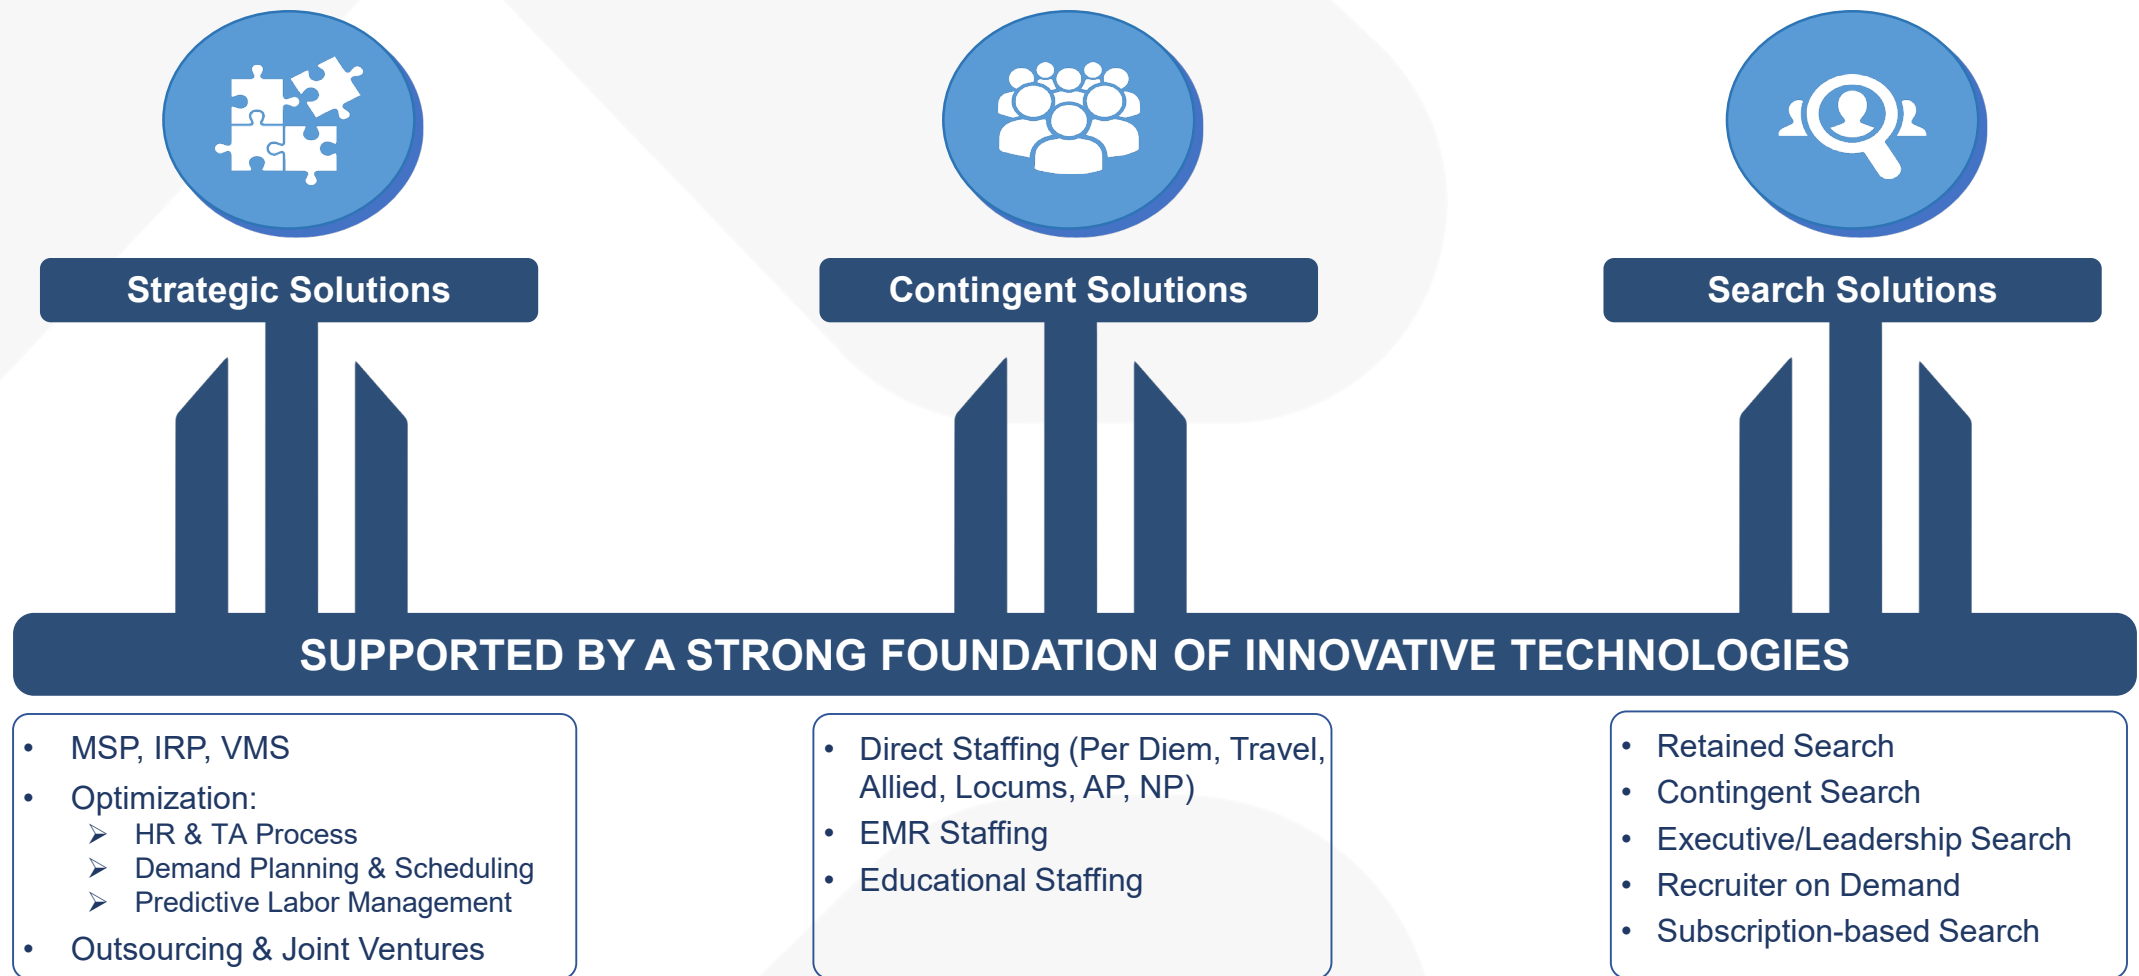 Strategic Solutions
Contingent Solutions
Search Solutions
SUPPORTED BY A STRONG FOUNDATION OF INNOVATIVE TECHNOLOGIES
• MSP, IRP, VMS
• Optimization:
➢ HR & TA Process
➢ Demand Planning & Scheduling
➢ Predictive Labor Management
• Outsourcing & Joint Ventures
• Direct Staffing (Per Diem, Travel,
Allied, Locums, AP, NP)
• EMR Staffing
• Educational Staffing
• Retained Search
• Contingent Search
• Executive/Leadership Search
• Recruiter on Demand
• Subscription-based Search